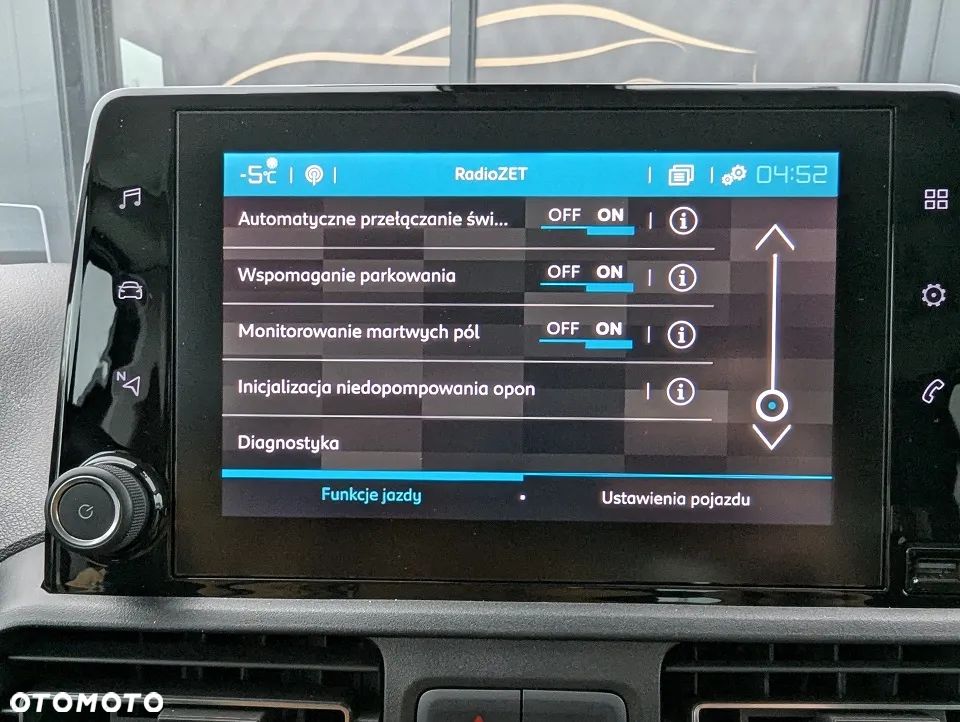 -5°C RadioZET 04:52
Automatyczne przełączanie świ... OFF ON
Wspomaganie parkowania OFF ON
Monitorowanie martwych pól OFF ON
Inicjalizacja niedopompowania opon
Diagnostyka
Funkcje jazdy Ustawienia pojazdu
N
OTOMOTO